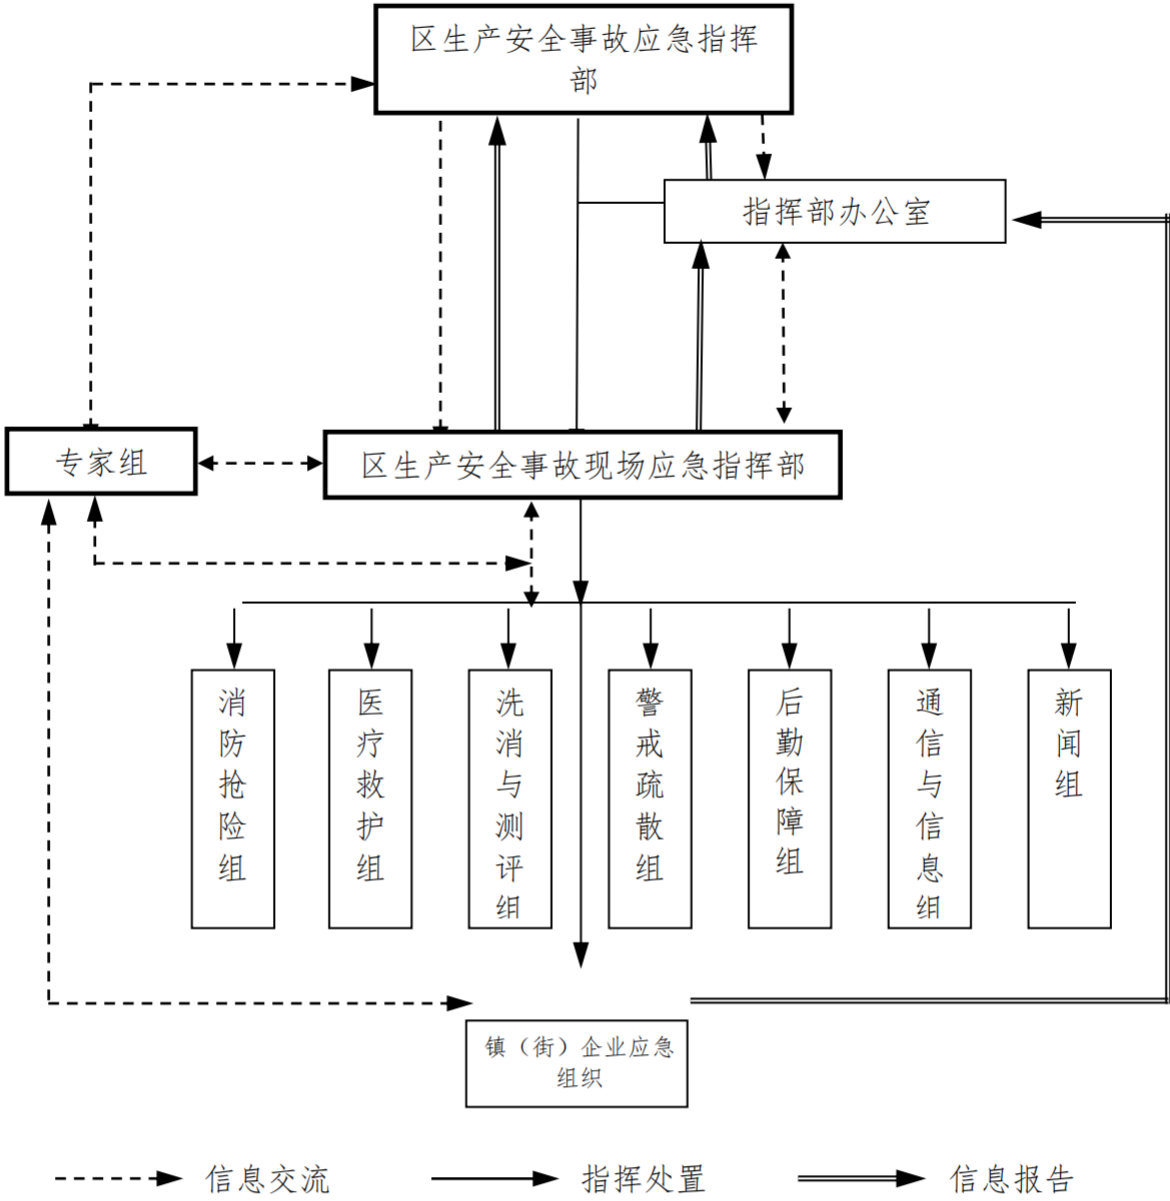 区生产安全事故应急指挥
部
指挥部办公室
专家组
区生产安全事故现场应急指挥部
消防抢险组
医疗救护组
洗消与测评组
警戒疏散组
后勤保障组
通信与信息组
新闻组
镇（街）企业应急
组织
信息交流
指挥处置
信息报告